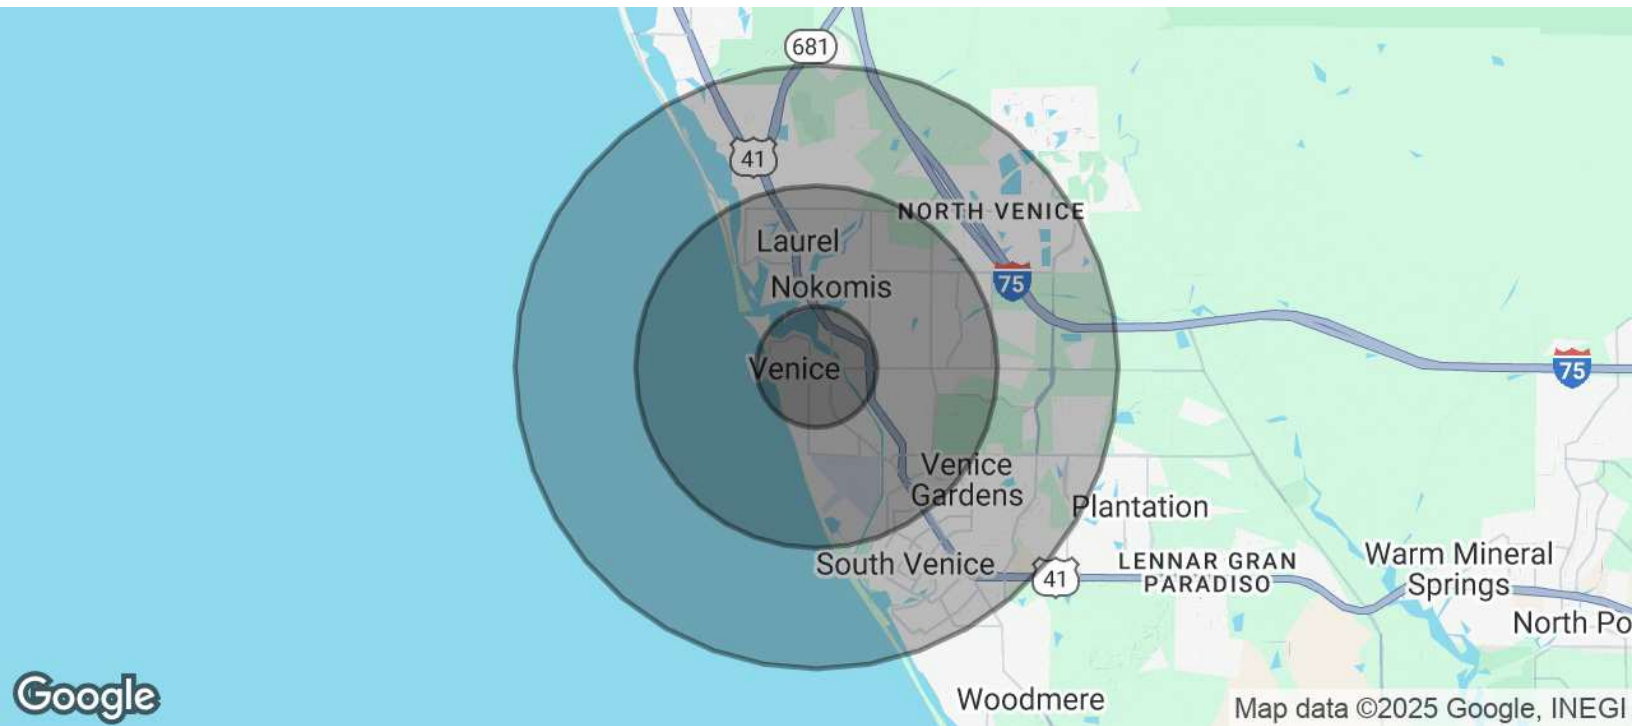 681
41
NORTH VENICE
Laurel
75
Nokomis
Venice
75
Venice
Gardens
Plantation
South Venice
41
LENNAR GRAN
PARADISO
Warm Mineral
Springs
North Po
Woodmere
Google
Map data ©2025 Google, INEGI